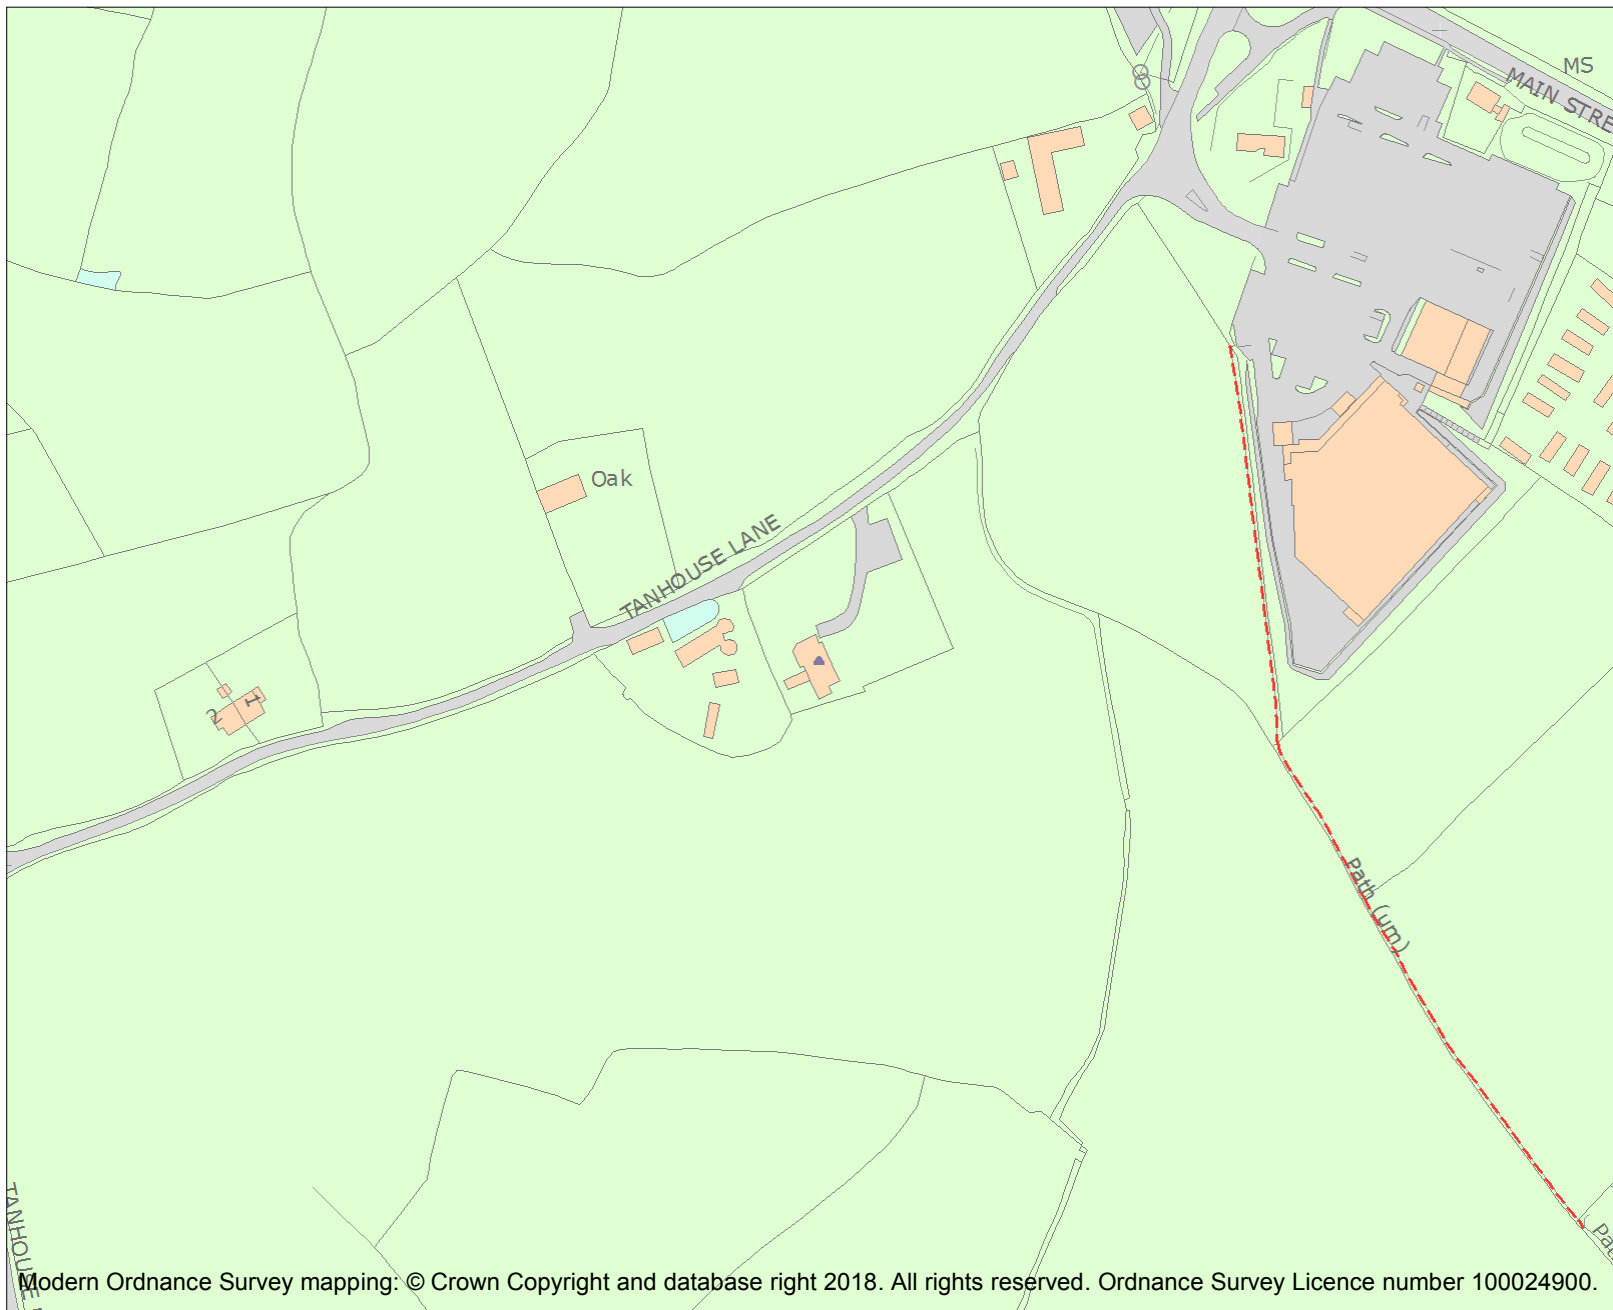 MS
MAIN STRE
Oak
TANHOUSE LANE
1
2
Path (um)
TANHOUSE
Modern Ordnance Survey mapping: © Crown Copyright and database right 2018. All rights reserved. Ordnance Survey Licence number 100024900.